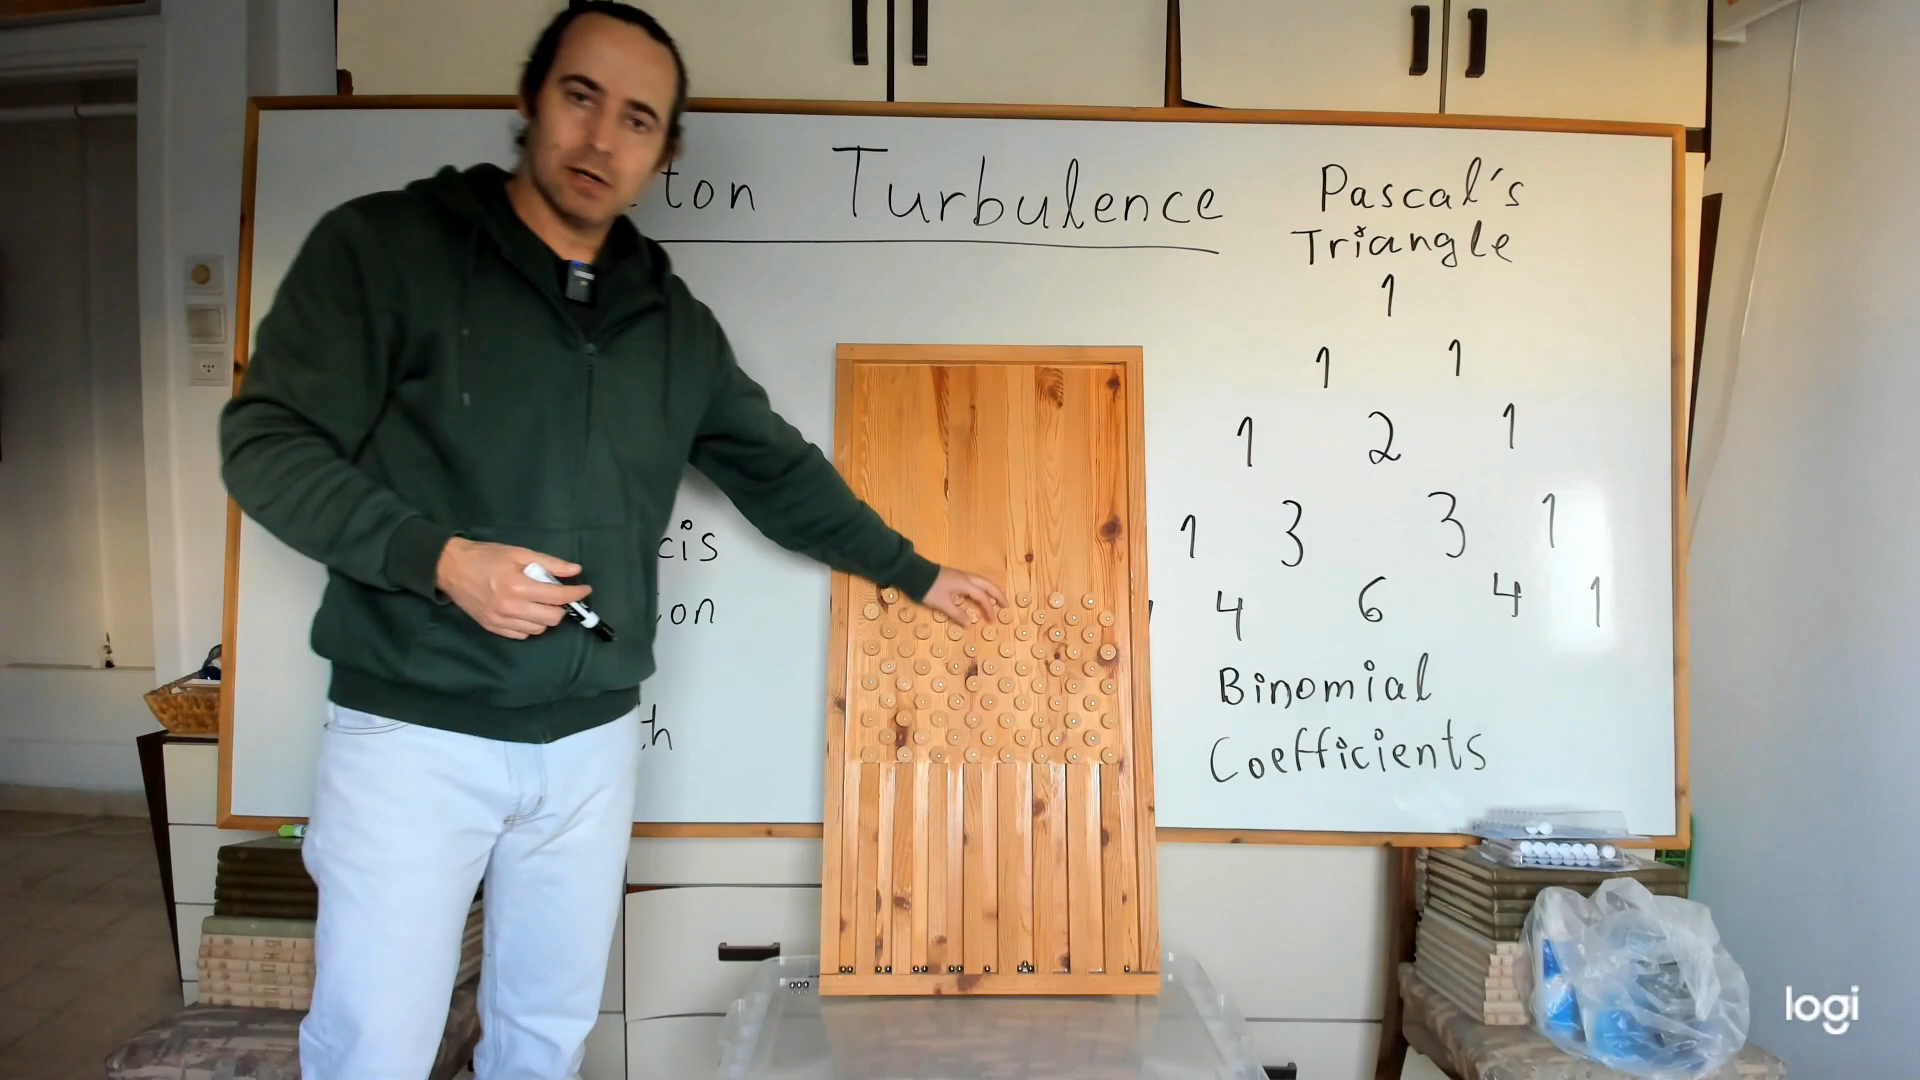 ton Turbulence
Pascal's
Triangle
1
1 1
1 2 1
1 3 3 1
4 6 4 1
cis
on
h
Binomial
Coefficients
logi